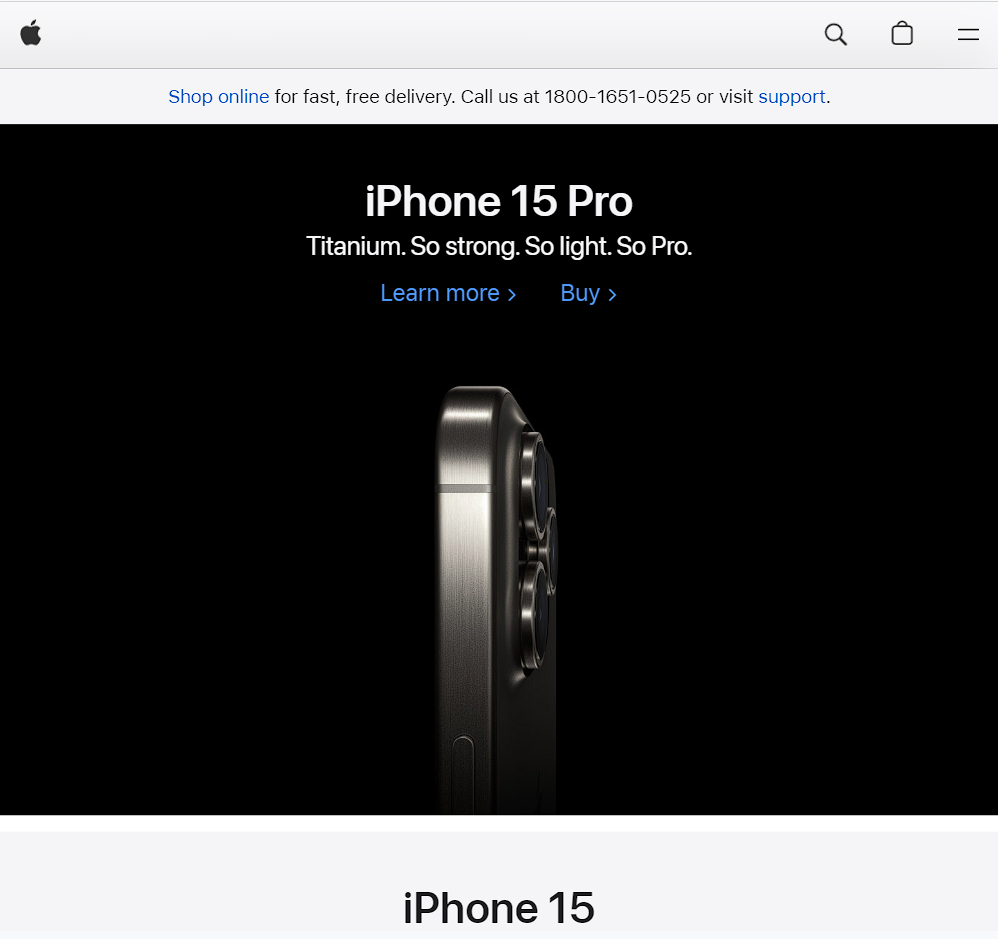 Shop online for fast, free delivery. Call us at 1800-1651-0525 or visit support.
iPhone 15 Pro
Titanium. So strong. So light. So Pro.
Learn more >
Buy >
iPhone 15